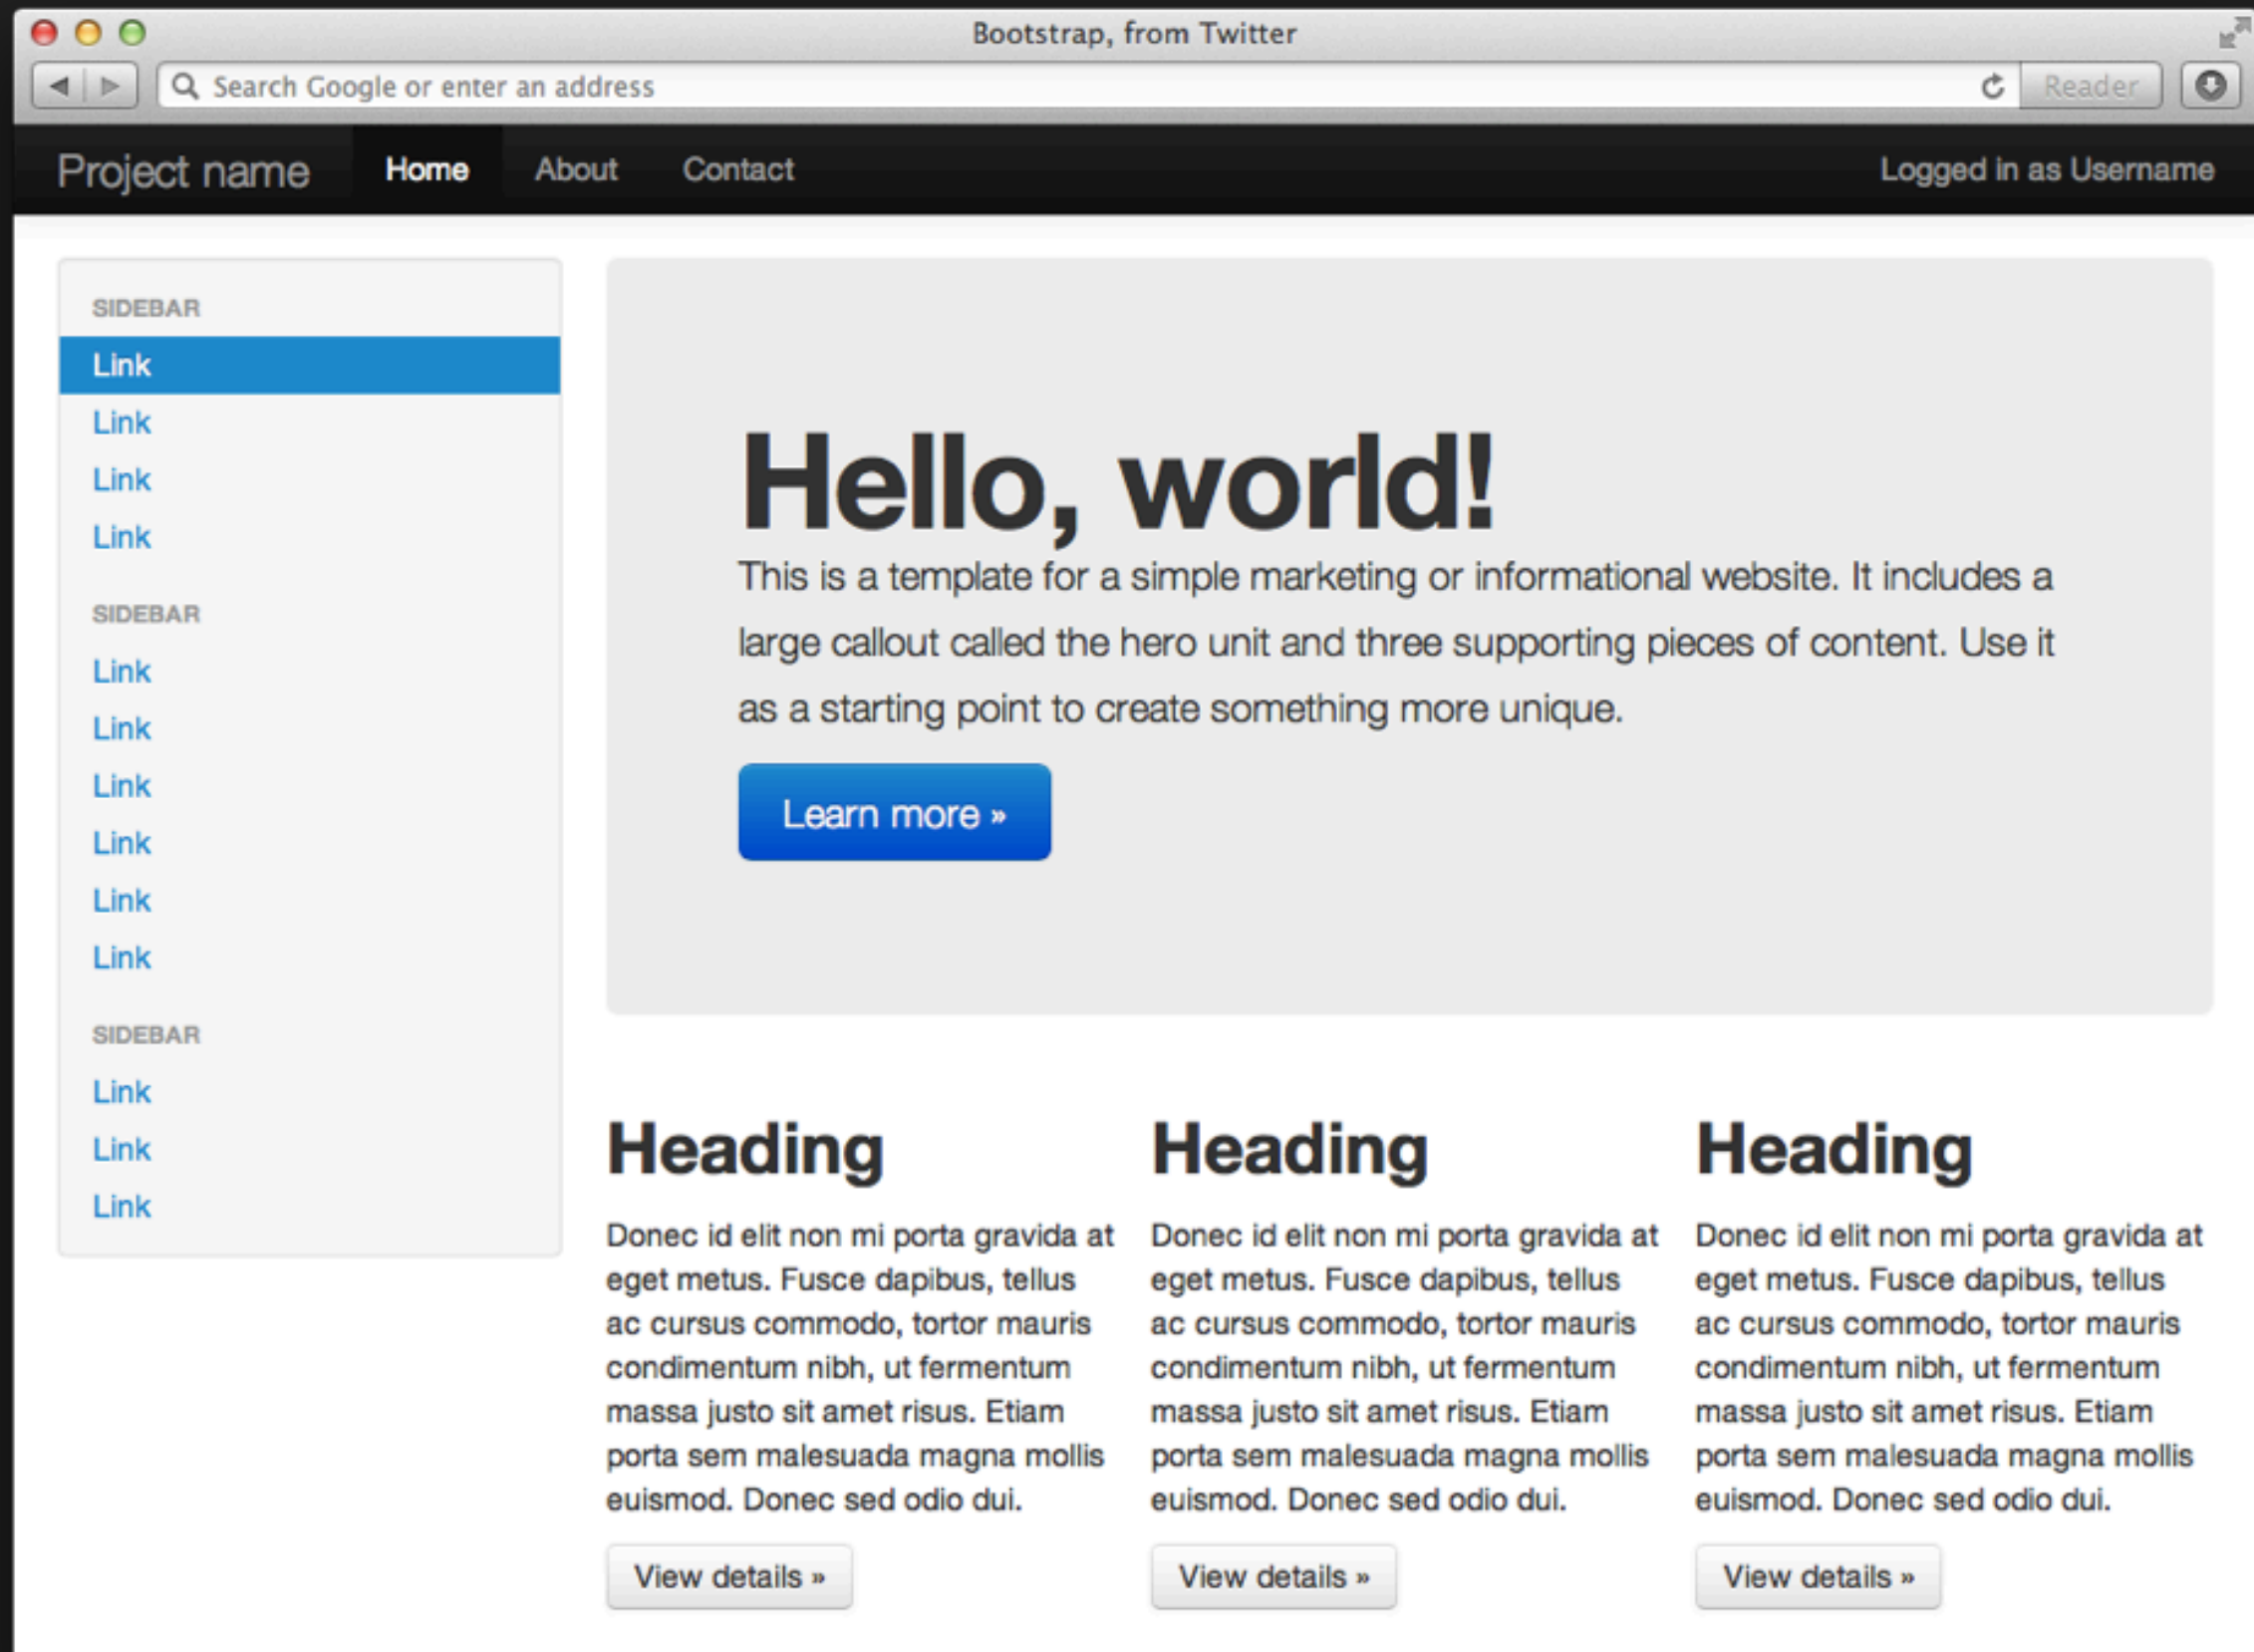 Bootstrap, from Twitter
Search Google or enter an address
Reader
Project name
Home
About
Contact
Logged in as Username
SIDEBAR
Link
Link
Link
Link
SIDEBAR
Link
Link
Link
Link
Link
Link
SIDEBAR
Link
Link
Link
Hello, world!
This is a template for a simple marketing or informational website. It includes a
large callout called the hero unit and three supporting pieces of content. Use it
as a starting point to create something more unique.
Learn more »
Heading
Donec id elit non mi porta gravida at
eget metus. Fusce dapibus, tellus
ac cursus commodo, tortor mauris
condimentum nibh, ut fermentum
massa justo sit amet risus. Etiam
porta sem malesuada magna mollis
euismod. Donec sed odio dui.
View details »
Heading
Donec id elit non mi porta gravida at
eget metus. Fusce dapibus, tellus
ac cursus commodo, tortor mauris
condimentum nibh, ut fermentum
massa justo sit amet risus. Etiam
porta sem malesuada magna mollis
euismod. Donec sed odio dui.
View details »
Heading
Donec id elit non mi porta gravida at
eget metus. Fusce dapibus, tellus
ac cursus commodo, tortor mauris
condimentum nibh, ut fermentum
massa justo sit amet risus. Etiam
porta sem malesuada magna mollis
euismod. Donec sed odio dui.
View details »